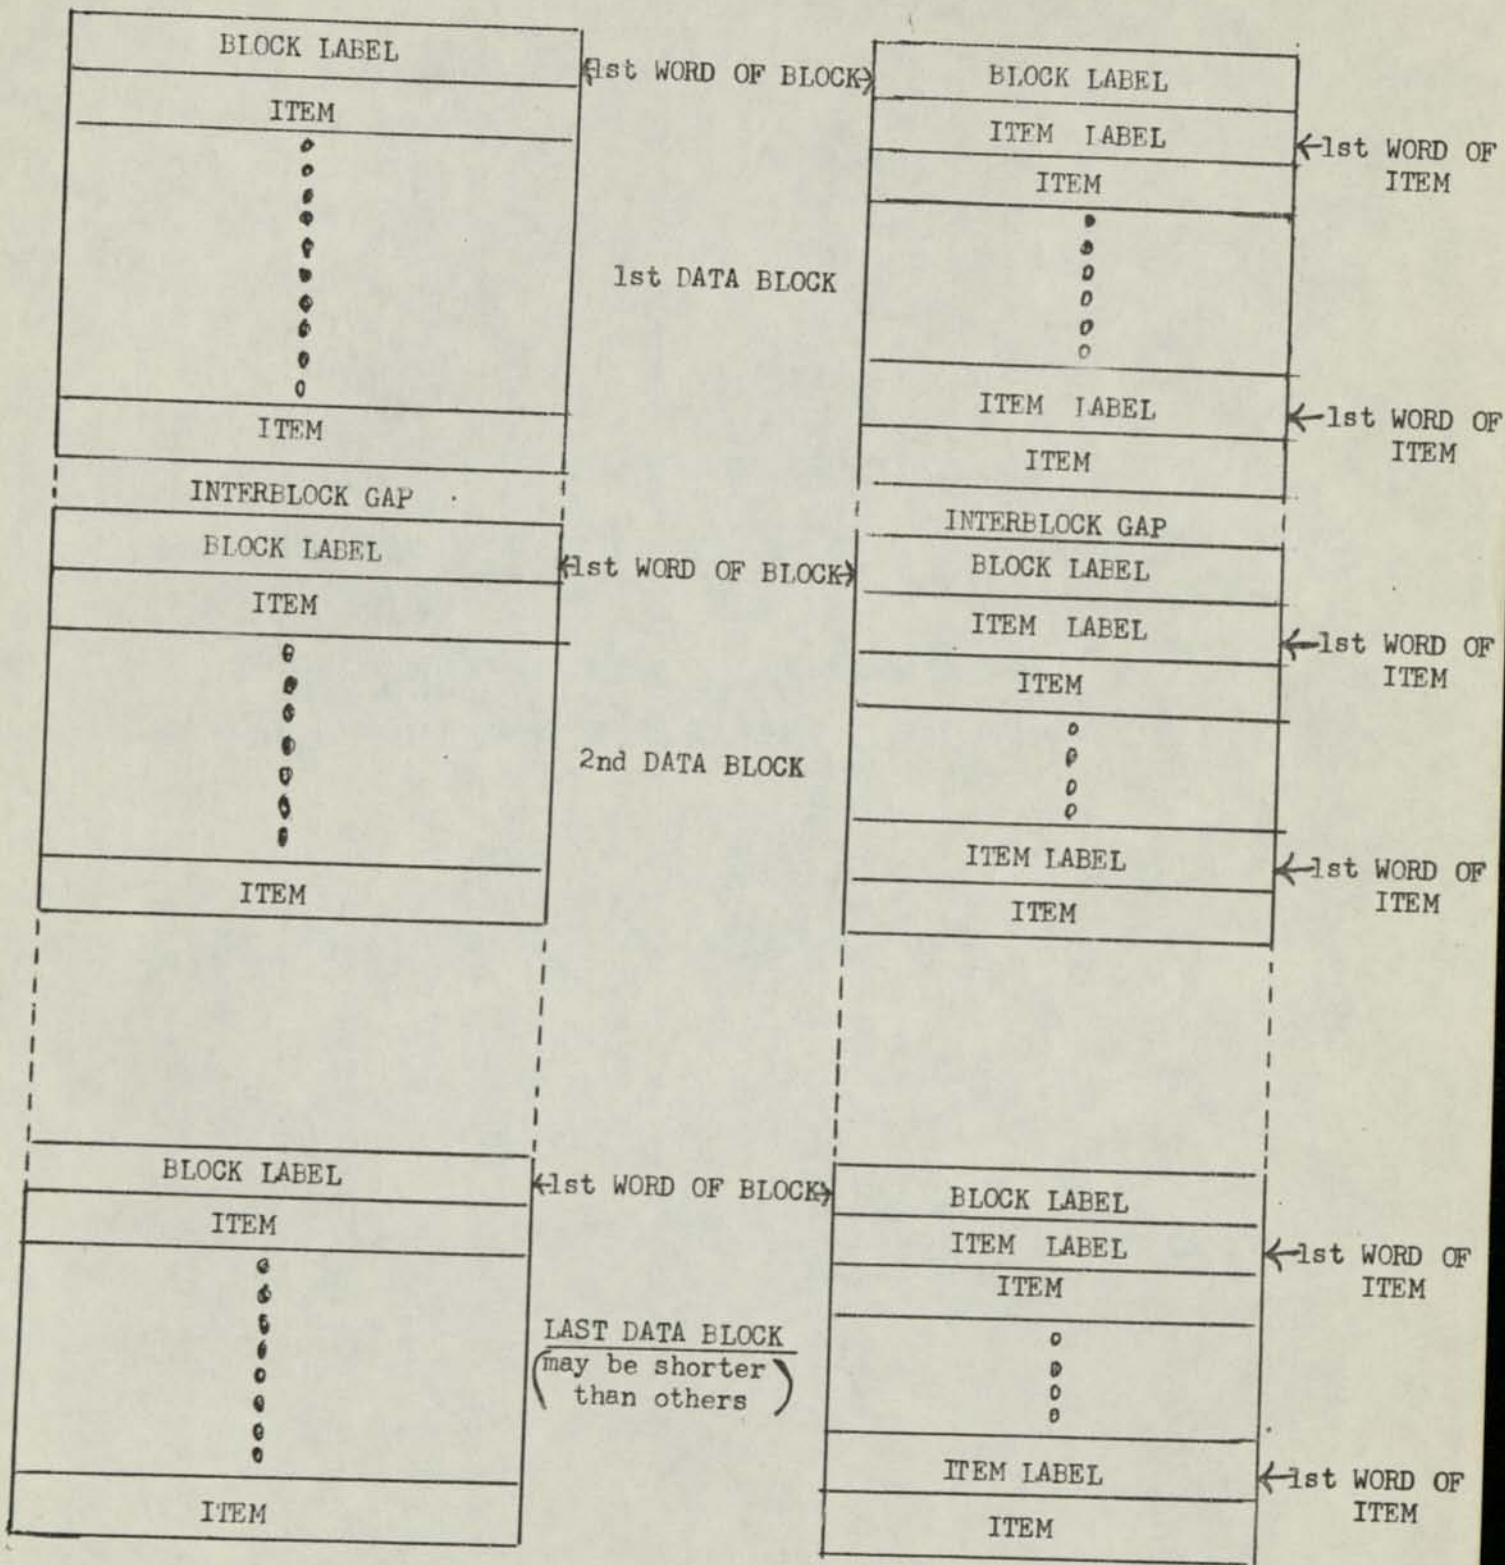 BLOCK LABEL
1st WORD OF BLOCK
BLOCK LABEL
ITEM
ITEM LABEL
1st WORD OF
ITEM
ITEM
1st DATA BLOCK
ITEM LABEL
1st WORD OF
ITEM
ITEM
ITEM
INTERBLOCK GAP
INTERBLOCK GAP
BLOCK LABEL
1st WORD OF BLOCK
BLOCK LABEL
ITEM
ITEM LABEL
1st WORD OF
ITEM
ITEM
2nd DATA BLOCK
ITEM LABEL
1st WORD OF
ITEM
ITEM
ITEM
BLOCK LABEL
1st WORD OF BLOCK
BLOCK LABEL
ITEM
ITEM LABEL
1st WORD OF
ITEM
ITEM
LAST DATA BLOCK
(may be shorter
than others)
ITEM LABEL
1st WORD OF
ITEM
ITEM
ITEM